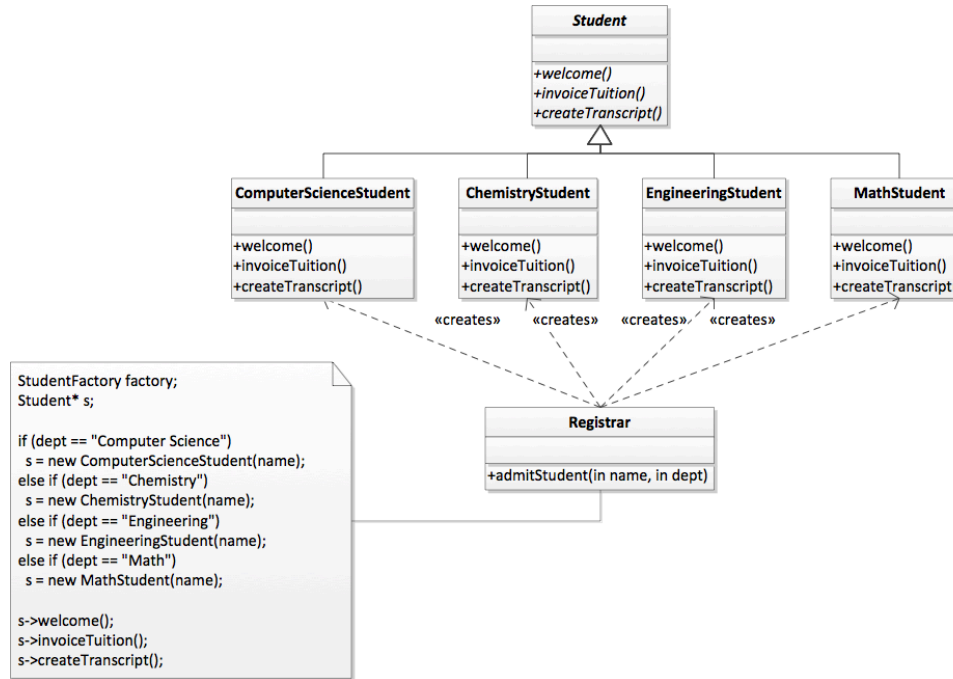 Student
+welcome()
+invoiceTuition()
+createTranscript()
ComputerScienceStudent
+welcome()
+invoiceTuition()
+createTranscript()
ChemistryStudent
+welcome()
+invoiceTuition()
+createTranscript()
EngineeringStudent
+welcome()
+invoiceTuition()
+createTranscript()
MathStudent
+welcome()
+invoiceTuition()
+createTranscript
«creates»
«creates»
«creates»
«creates»
StudentFactory factory;
Student* s;
if (dept == "Computer Science")
s = new ComputerScienceStudent(name);
else if (dept == "Chemistry")
s = new ChemistryStudent(name);
else if (dept == "Engineering")
s = new EngineeringStudent(name);
else if (dept == "Math")
s = new MathStudent(name);
s->welcome();
s->invoiceTuition();
s->createTranscript();
Registrar
+admitStudent(in name, in dept)